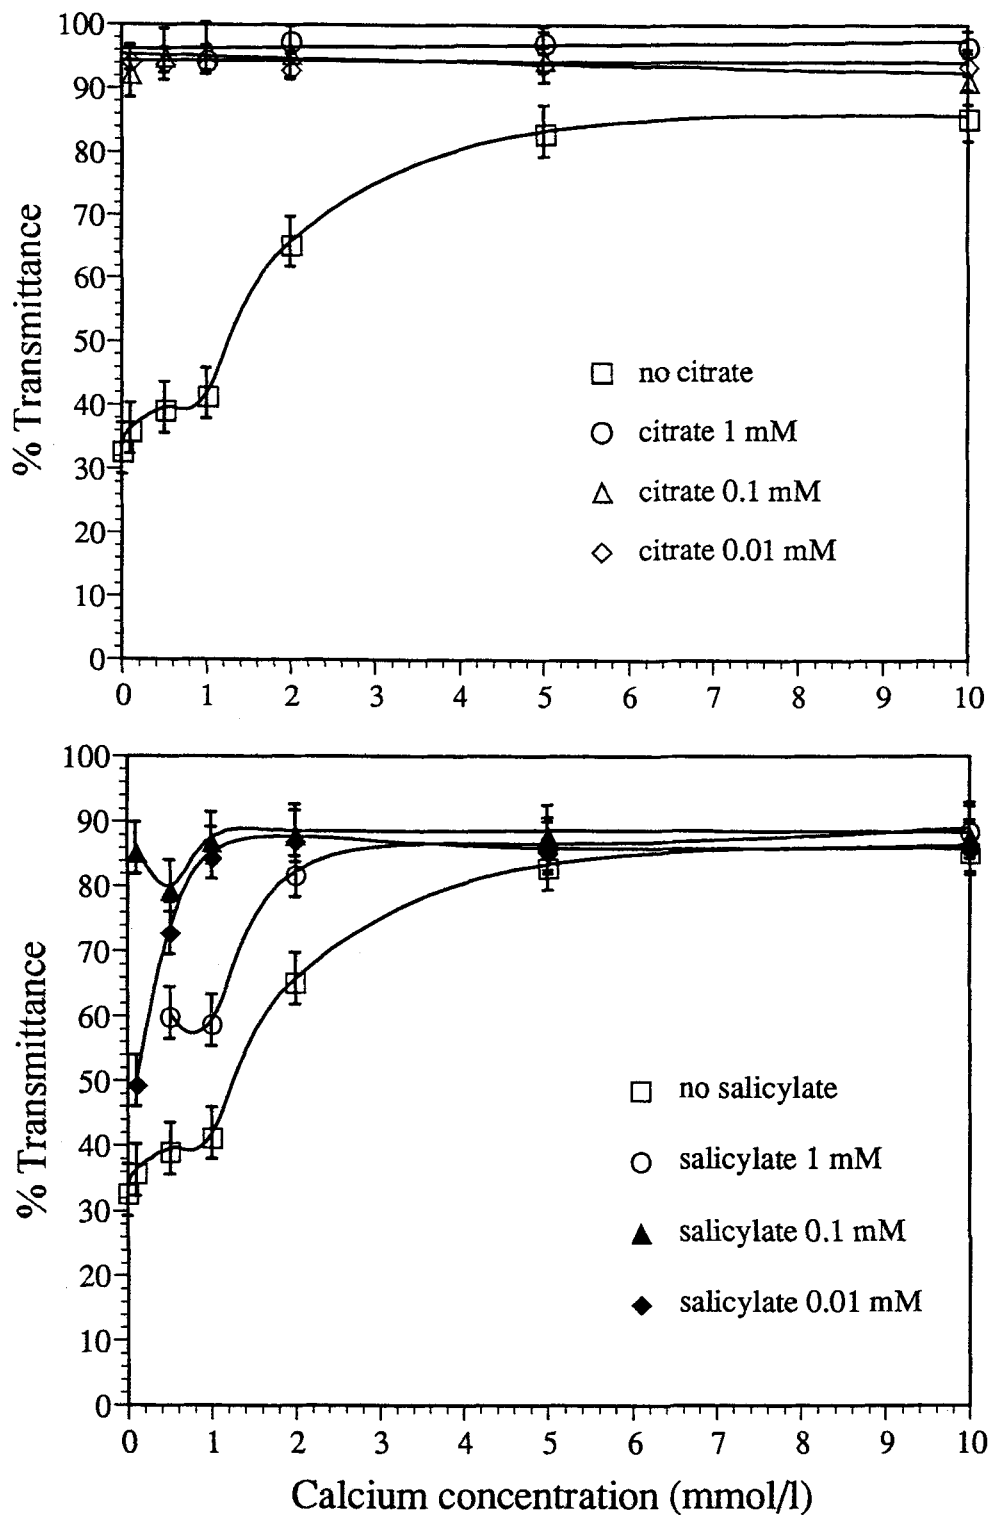 100
90
80
70
60
50
40
30
20
10
0
% Transmittance
no citrate
citrate 1 mM
citrate 0.1 mM
citrate 0.01 mM
0 1 2 3 4 5 6 7 8 9 10
100
90
80
70
60
50
40
30
20
10
0
% Transmittance
no salicylate
salicylate 1 mM
salicylate 0.1 mM
salicylate 0.01 mM
0 1 2 3 4 5 6 7 8 9 10
Calcium concentration (mmol/l)